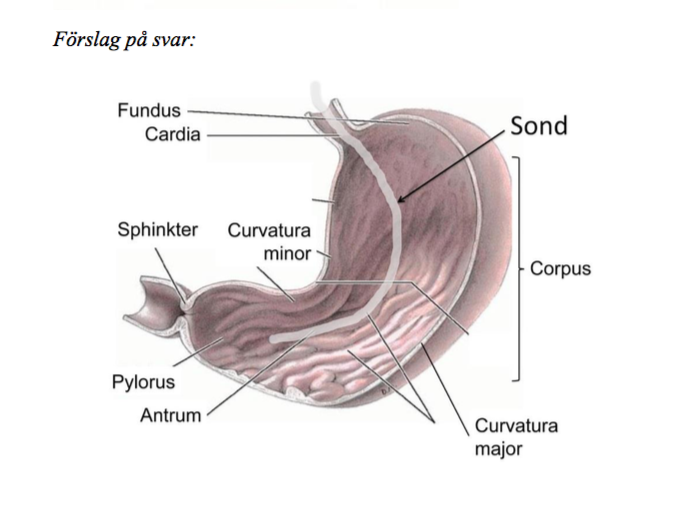 Förslag på svar:
Fundus
Cardia
Sond
Sphinkter
Curvatura
minor
Corpus
Pylorus
Antrum
Curvatura
major